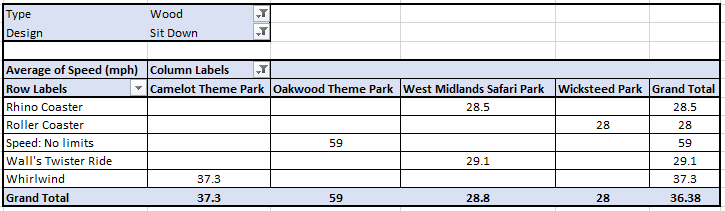 Type Wood
Design Sit Down
Average of Speed (mph) Column Labels
Row Labels Camelot Theme Park Oakwood Theme Park West Midlands Safari Park Wicksteed Park Grand Total
Rhino Coaster 28.5 28.5
Roller Coaster 28 28
Speed: No limits 59 59
Wall's Twister Ride 29.1 29.1
Whirlwind 37.3 37.3
Grand Total 37.3 59 28.8 28 36.38